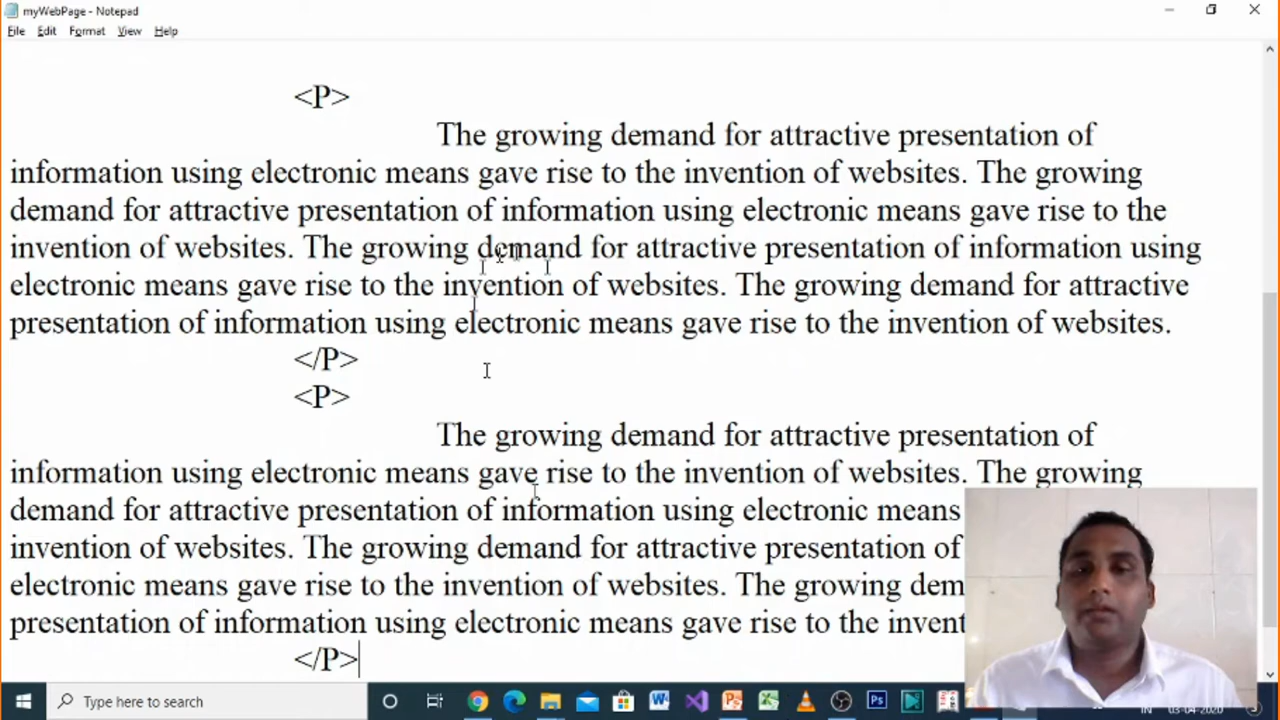 myWebPage - Notepad
File Edit Format View Help
<P>
The growing demand for attractive presentation of
information using electronic means gave rise to the invention of websites. The growing
demand for attractive presentation of information using electronic means gave rise to the
invention of websites. The growing demand for attractive presentation of information using
electronic means gave rise to the invention of websites. The growing demand for attractive
presentation of information using electronic means gave rise to the invention of websites.
</P>
<P>
The growing demand for attractive presentation of
information using electronic means gave rise to the invention of websites. The growing
demand for attractive presentation of information using electronic means
invention of websites. The growing demand for attractive presentation of
electronic means gave rise to the invention of websites. The growing dem
presentation of information using electronic means gave rise to the invent
</P>
Type here to search
IN 03-04-2020